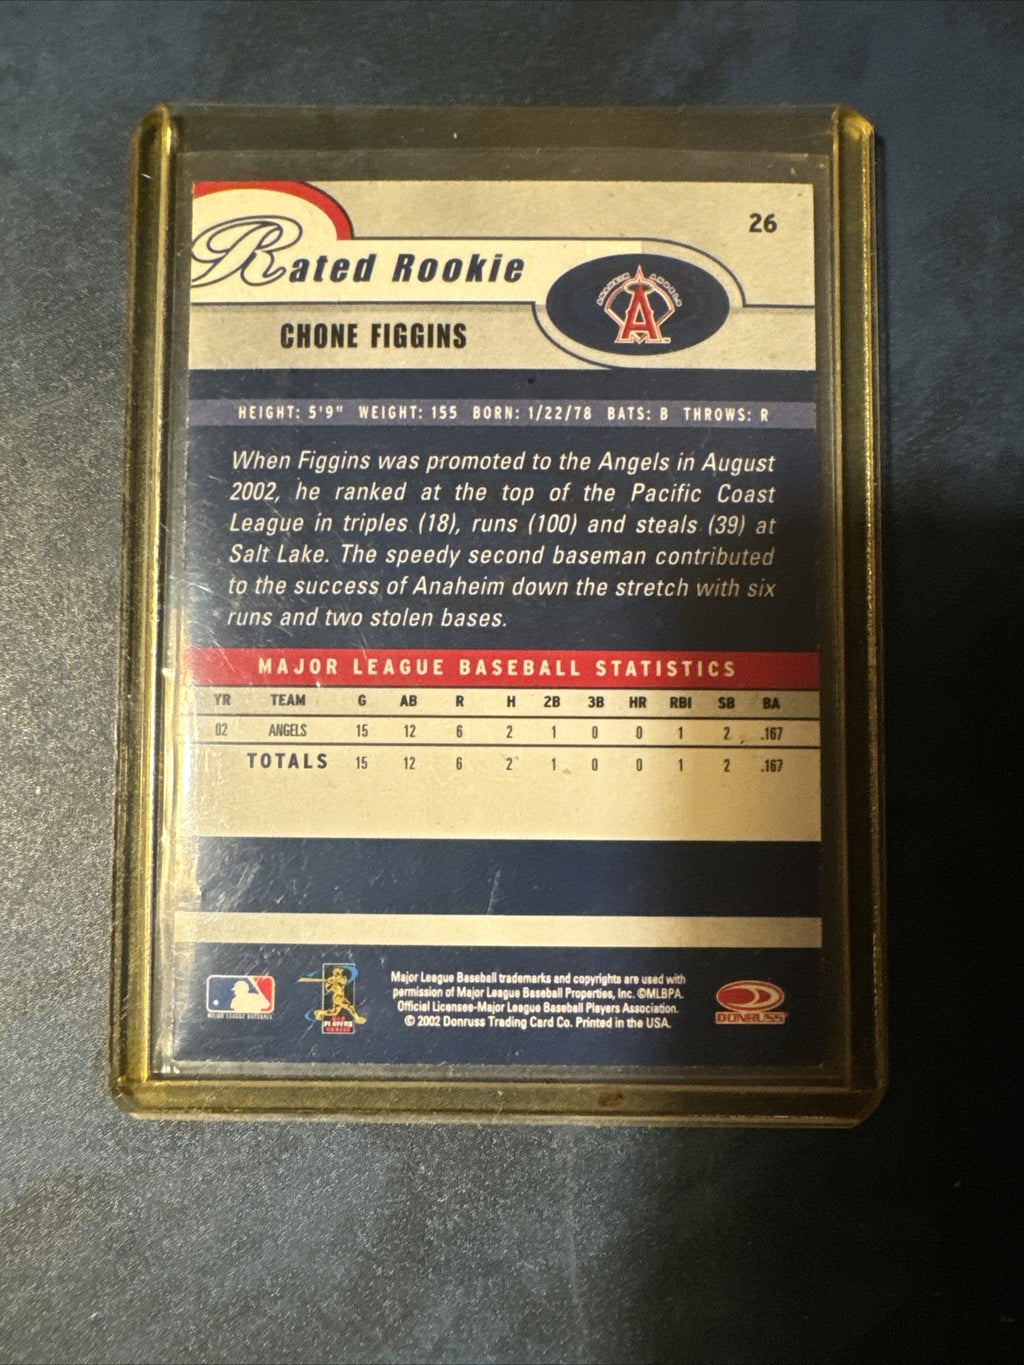 26
Rated Rookie
ANAHEIM ANGELS
A
CHONE FIGGINS
HEIGHT: 5'9" WEIGHT: 155 BORN: 1/22/78 BATS: B THROWS: R
When Figgins was promoted to the Angels in August
2002, he ranked at the top of the Pacific Coast
League in triples (18), runs (100) and steals (39) at
Salt Lake. The speedy second baseman contributed
to the success of Anaheim down the stretch with six
runs and two stolen bases.
MAJOR LEAGUE BASEBALL STATISTICS
YR TEAM G AB R H 2B 3B HR RBI SB BA
02 ANGELS 15 12 6 2 1 0 0 1 2 .167
TOTALS 15 12 6 2 1 0 0 1 2 .167
MAJOR LEAGUE BASEBALL
PLAYERS
Major League Baseball trademarks and copyrights are used with
permission of Major League Baseball Properties, Inc. ©MLBPA.
Official Licensee-Major League Baseball Players Association.
© 2002 Donruss Trading Card Co. Printed in the USA.
DONRUSS